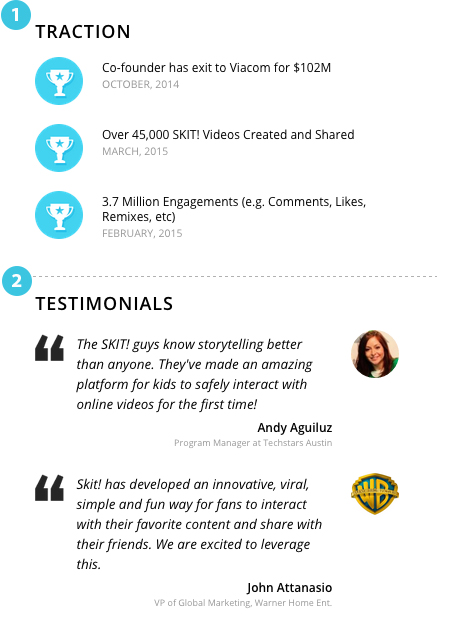 1
TRACTION
Co-founder has exit to Viacom for $102M
OCTOBER, 2014
Over 45,000 SKIT! Videos Created and Shared
MARCH, 2015
3.7 Million Engagements (e.g. Comments, Likes,
Remixes, etc)
FEBRUARY, 2015
2
TESTIMONIALS
“
The SKIT! guys know storytelling better
than anyone. They've made an amazing
platform for kids to safely interact with
online videos for the first time!
Andy Aguiluz
Program Manager at Techstars Austin
“
Skit! has developed an innovative, viral,
simple and fun way for fans to interact
with their favorite content and share with
their friends. We are excited to leverage
this.
WB
John Attanasio
VP of Global Marketing, Warner Home Ent.